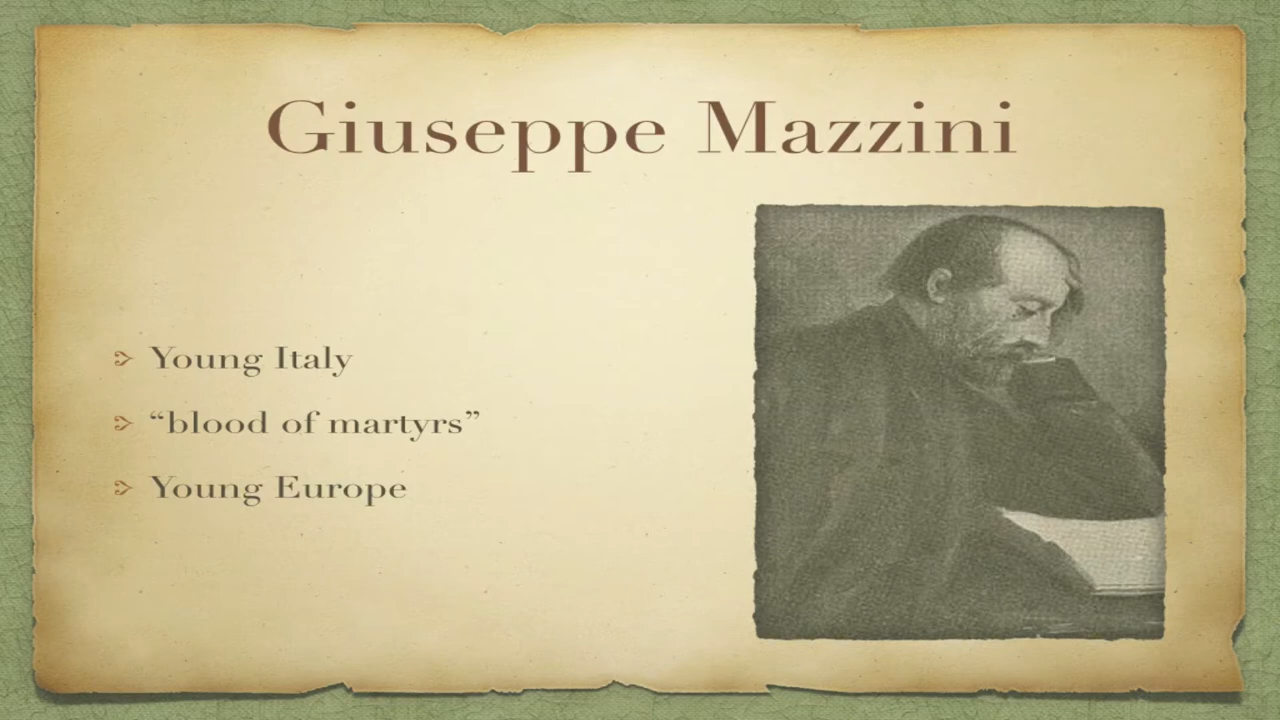 Giuseppe Mazzini
Young Italy
“blood of martyrs”
Young Europe